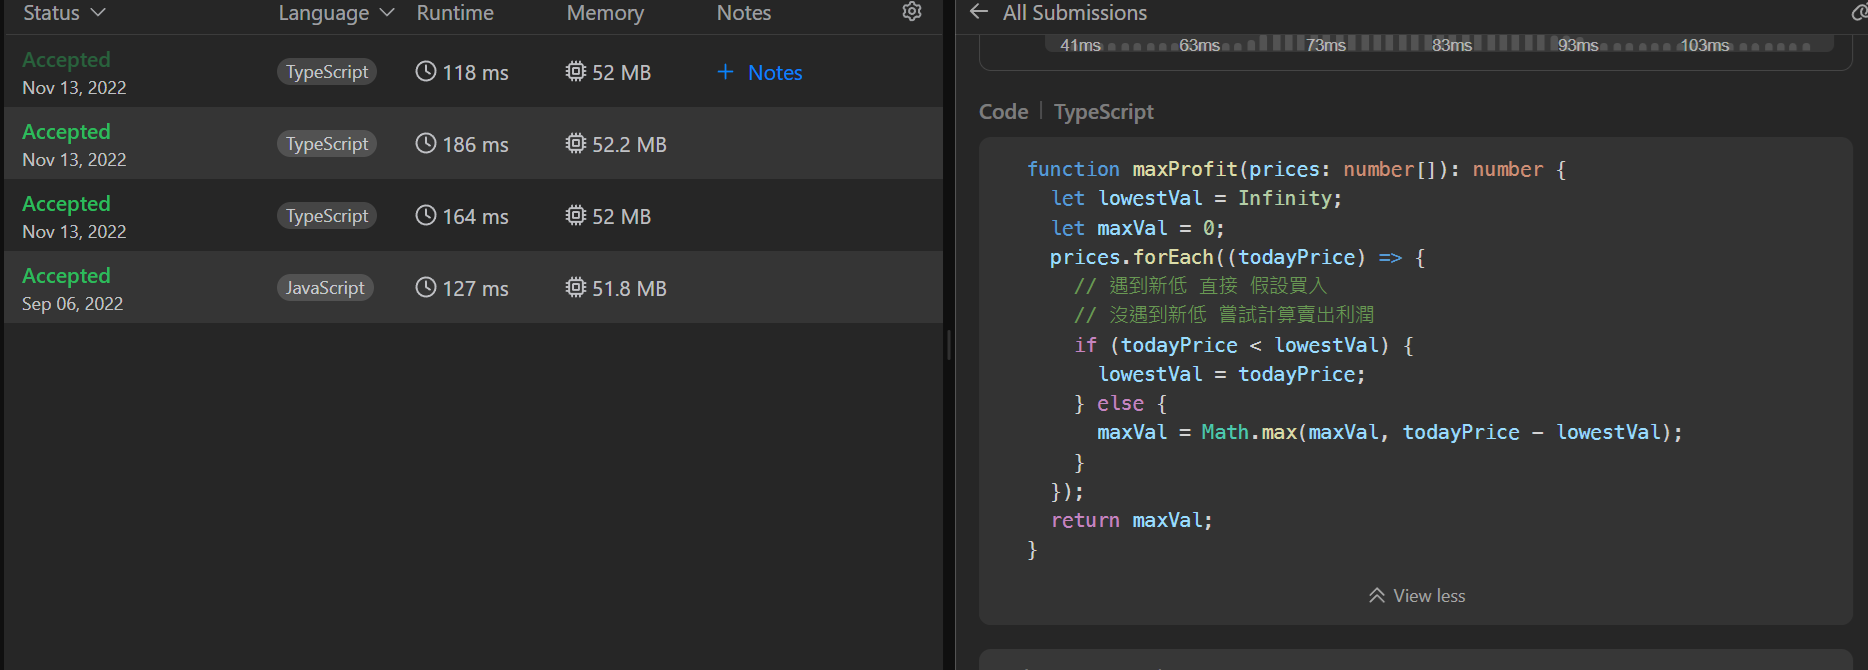 Status Language Runtime Memory Notes
Accepted
Nov 13, 2022
TypeScript 118 ms 52 MB + Notes
Accepted
Nov 13, 2022
TypeScript 186 ms 52.2 MB
Accepted
Nov 13, 2022
TypeScript 164 ms 52 MB
Accepted
Sep 06, 2022
JavaScript 127 ms 51.8 MB
All Submissions
41ms 63ms 73ms 83ms 93ms 103ms
Code | TypeScript
function maxProfit(prices: number[]): number {
  let lowestVal = Infinity;
  let maxVal = 0;
  prices.forEach((todayPrice) => {
    // 遇到新低 直接 假設買入
    // 沒遇到新低 嘗試計算賣出利潤
    if (todayPrice < lowestVal) {
      lowestVal = todayPrice;
    } else {
      maxVal = Math.max(maxVal, todayPrice - lowestVal);
    }
  });
  return maxVal;
}
View less